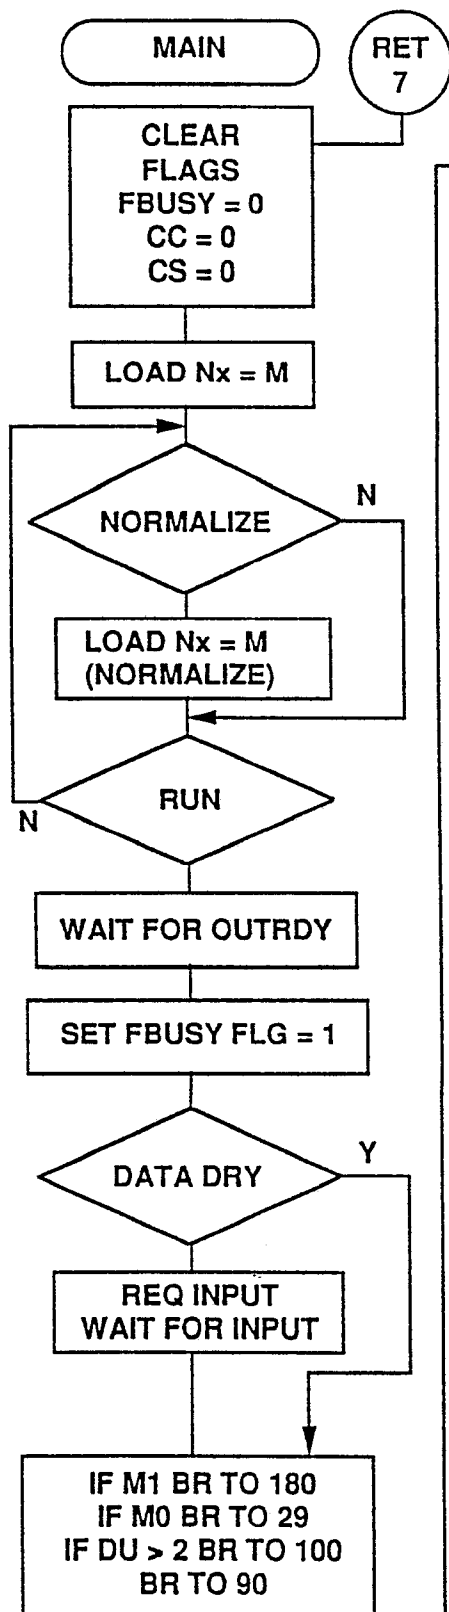 MAIN
RET
7
CLEAR
FLAGS
FBUSY = 0
CC = 0
CS = 0
LOAD Nx = M
NORMALIZE
N
LOAD Nx = M
(NORMALIZE)
RUN
N
WAIT FOR OUTRDY
SET FBUSY FLG = 1
DATA DRY
Y
REQ INPUT
WAIT FOR INPUT
IF M1 BR TO 180
IF M0 BR TO 29
IF DU > 2 BR TO 100
BR TO 90